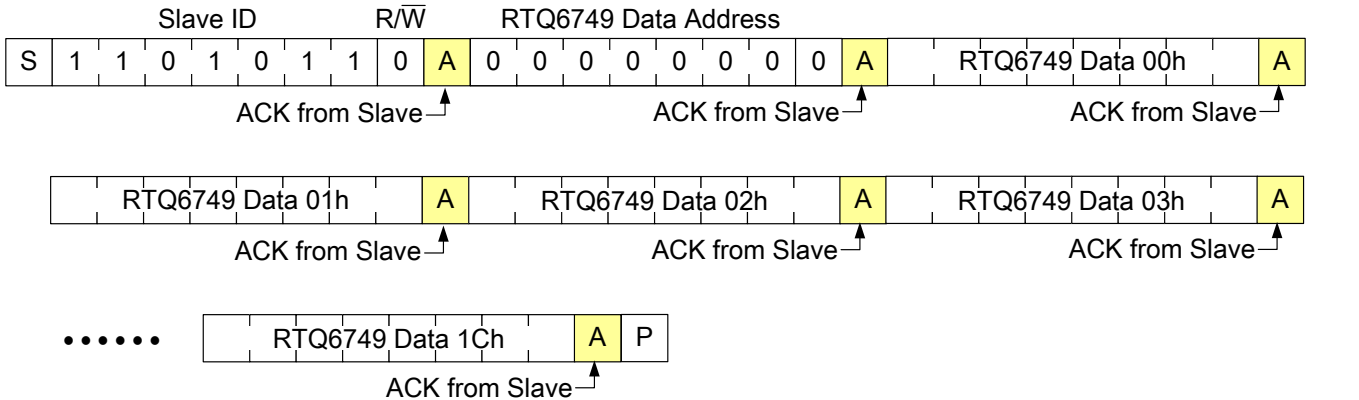 Slave ID R/W̅ RTQ6749 Data Address
S 1 1 0 1 0 1 1 0 A 0 0 0 0 0 0 0 0 A RTQ6749 Data 00h A
ACK from Slave ACK from Slave ACK from Slave
RTQ6749 Data 01h A RTQ6749 Data 02h A RTQ6749 Data 03h A
ACK from Slave ACK from Slave ACK from Slave
•••••• RTQ6749 Data 1Ch A P
ACK from Slave